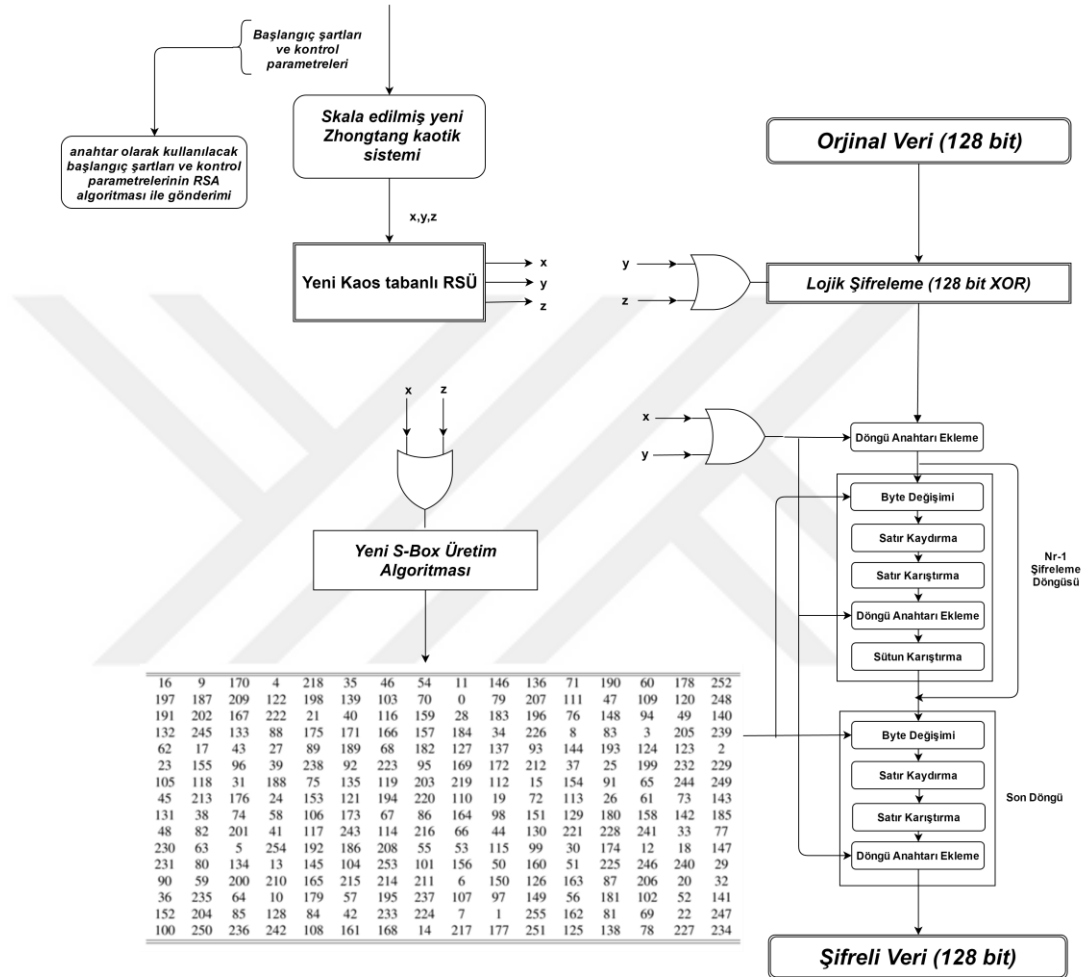 Başlangıç şartları
ve kontrol
parametreleri
anahtar olarak kullanılacak
başlangıç şartları ve kontrol
parametrelerinin RSA
algoritması ile gönderimi
Skala edilmiş yeni
Zhongtang kaotik
sistemi
x,y,z
Yeni Kaos tabanlı RSÜ
x
y
z
x
z
Yeni S-Box Üretim
Algoritması
16 9 170 4 218 35 46 54 11 146 136 71 190 60 178 252
197 187 209 122 198 139 103 70 0 79 207 111 47 109 120 248
191 202 167 222 21 40 116 159 28 183 196 76 148 94 49 140
132 245 133 88 175 171 166 157 184 34 226 8 83 3 205 239
62 17 43 27 89 189 68 182 127 137 93 144 193 124 123 2
23 155 96 39 238 92 223 95 169 172 212 37 25 199 232 229
105 118 31 188 75 135 119 203 219 112 15 154 91 65 244 249
45 213 176 24 153 121 194 220 110 19 72 113 26 61 73 143
131 38 74 58 106 173 67 86 164 98 151 129 180 158 142 185
48 82 201 41 117 243 114 216 66 44 130 221 228 241 33 77
230 63 5 254 192 186 208 55 53 115 99 30 174 12 18 147
231 80 134 13 145 104 253 101 156 50 160 51 225 246 240 29
90 59 200 210 165 215 214 211 6 150 126 163 87 206 20 32
36 235 64 10 179 57 195 237 107 97 149 56 181 102 52 141
152 204 85 128 84 42 233 224 7 1 255 162 81 69 22 247
100 250 236 242 108 161 168 14 217 177 251 125 138 78 227 234
Orjinal Veri (128 bit)
y
z
Lojik Şifreleme (128 bit XOR)
x
y
Döngü Anahtarı Ekleme
Byte Değişimi
Satır Kaydırma
Satır Karıştırma
Döngü Anahtarı Ekleme
Sütun Karıştırma
Nr-1
Şifreleme
Döngüsü
Byte Değişimi
Satır Kaydırma
Satır Karıştırma
Döngü Anahtarı Ekleme
Son Döngü
Şifreli Veri (128 bit)